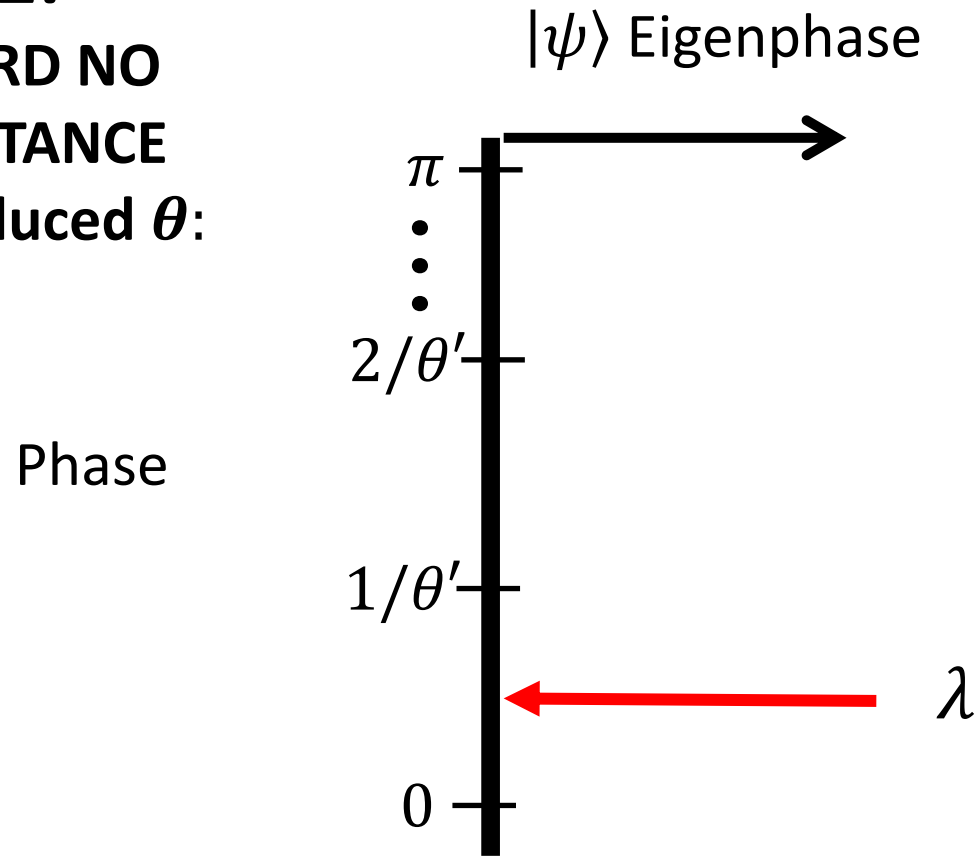 |ψ⟩ Eigenphase
RD NO
TANCE
luced θ:
π
2/θ′
Phase
1/θ′
λ
0